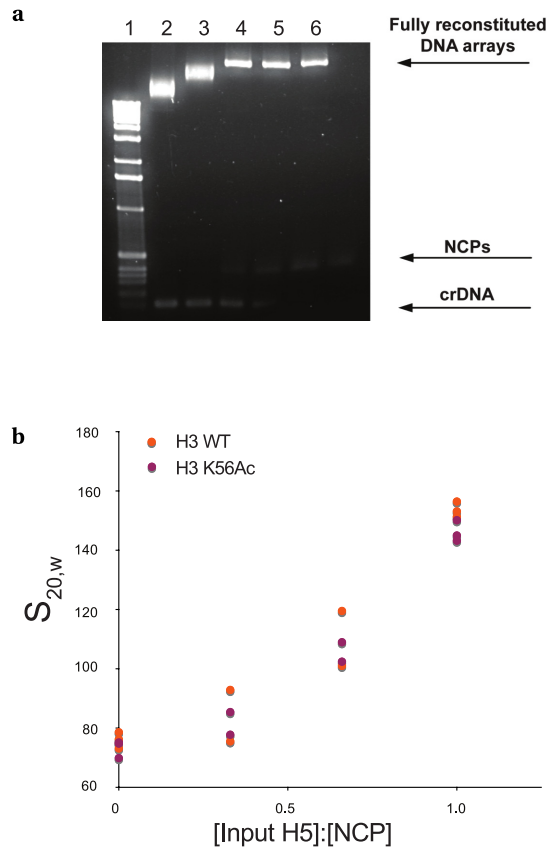 a
1 2 3 4 5 6
Fully reconstituted
DNA arrays
NCPs
crDNA
b
180
160
140
120
100
80
60
S20,w
H3 WT
H3 K56Ac
0 0.5 1.0
[Input H5]:[NCP]